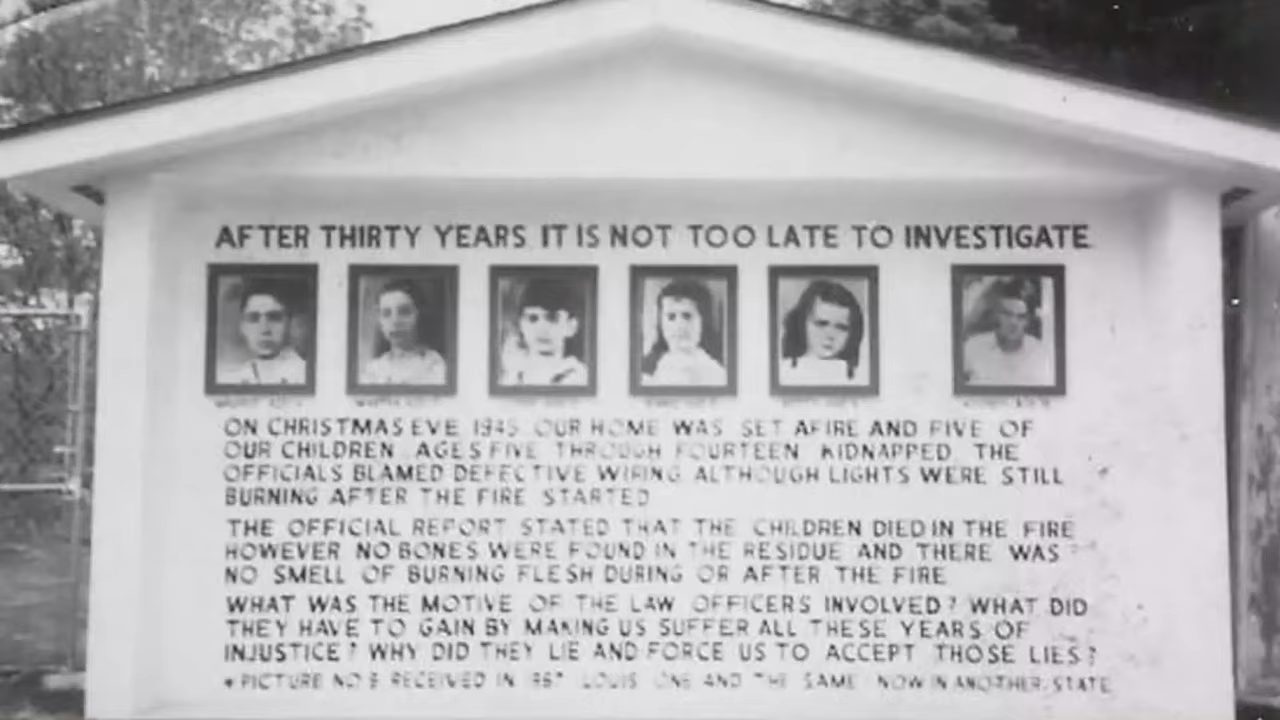 AFTER THIRTY YEARS IT IS NOT TOO LATE TO INVESTIGATE
ON CHRISTMAS EVE 1945 OUR HOME WAS SET AFIRE AND FIVE OF
OUR CHILDREN AGES FIVE THROUGH FOURTEEN KIDNAPPED THE
OFFICIALS BLAMED DEFECTIVE WIRING ALTHOUGH LIGHTS WERE STILL
BURNING AFTER THE FIRE STARTED
THE OFFICIAL REPORT STATED THAT THE CHILDREN DIED IN THE FIRE
HOWEVER NO BONES WERE FOUND IN THE RESIDUE AND THERE WAS
NO SMELL OF BURNING FLESH DURING OR AFTER THE FIRE
WHAT WAS THE MOTIVE OF THE LAW OFFICERS INVOLVED? WHAT DID
THEY HAVE TO GAIN BY MAKING US SUFFER ALL THESE YEARS OF
INJUSTICE? WHY DID THEY LIE AND FORCE US TO ACCEPT THOSE LIES?
* PICTURE NO RECEIVED IN LOUIS ONE AND THE SAME NOW IN ANOTHER STATE